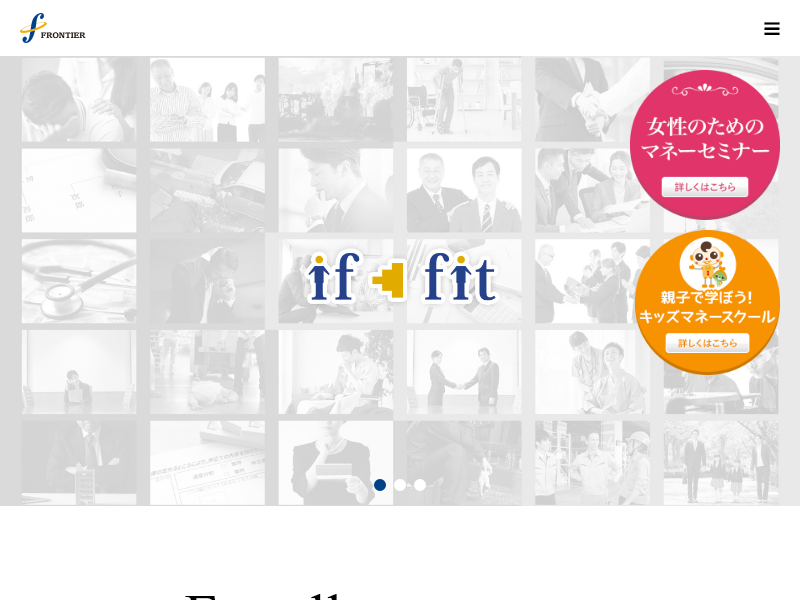 FRONTIER
女性のための
マネーセミナー
詳しくはこちら
if fit
親子で学ぼう!
キッズマネースクール
詳しくはこちら